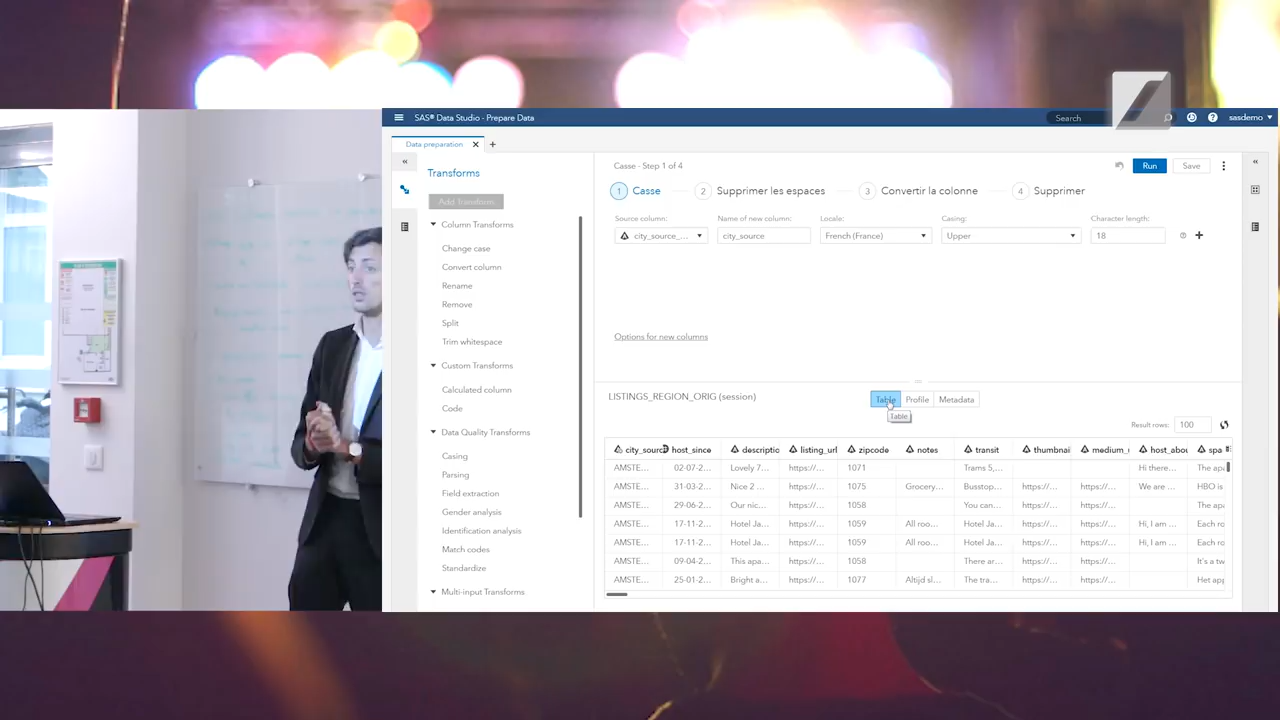 SAS® Data Studio - Prepare Data
Search
sasdemo
Data preparation
Transforms
Add Transform
Column Transforms
Change case
Convert column
Rename
Remove
Split
Trim whitespace
Custom Transforms
Calculated column
Code
Data Quality Transforms
Casing
Parsing
Field extraction
Gender analysis
Identification analysis
Match codes
Standardize
Multi-input Transforms
Casse - Step 1 of 4
Run
Save
1 Casse
2 Supprimer les espaces
3 Convertir la colonne
4 Supprimer
Source column: Name of new column: Locale: Casing: Character length:
city_source_... city_source French (France) Upper 18
Options for new columns
LISTINGS_REGION_ORIG (session)
Table Profile Metadata
Table
Result rows: 100
city_sourc host_since descriptio listing_url zipcode notes transit thumbnai medium_ host_abou spa
AMSTE... 02-07-2... Lovely 7... https://... 1071 Trams 5,... Hi there... The apa
AMSTE... 31-03-2... Nice 2 ... https://... 1075 Grocery... Busstop... https://... https://... We are ... HBO is
AMSTE... 29-06-2... Our nic... https://... 1058 You can... https://... https://... The apa
AMSTE... 17-11-2... Hotel Ja... https://... 1059 All roo... Hotel Ja... https://... https://... Hi, I am ... Each ro
AMSTE... 17-11-2... Hotel Ja... https://... 1059 All roo... Hotel Ja... https://... https://... Hi, I am ... Each ro
AMSTE... 09-04-2... This apa... https://... 1058 There ar... https://... https://... It's a tw
AMSTE... 25-01-2... Bright a... https://... 1077 Altijd sl... The tra... https://... https://... Het app